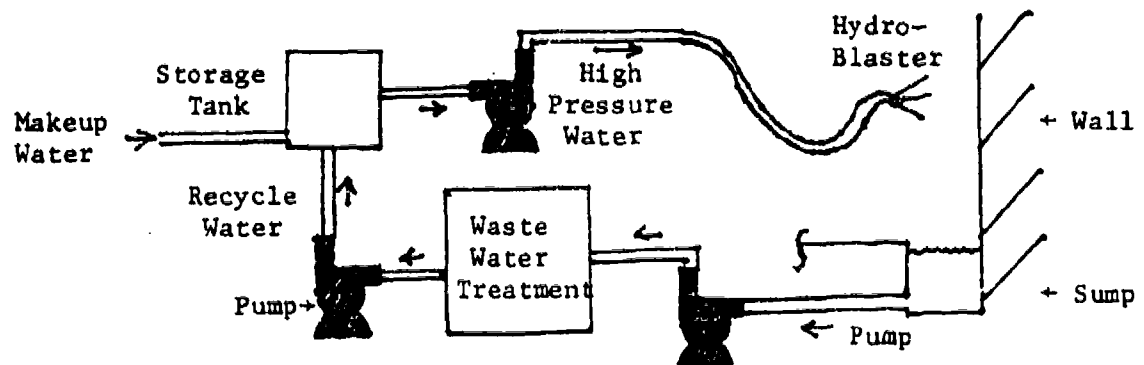 Storage
Tank
Makeup
Water
High
Pressure
Water
Hydro-
Blaster
Wall
Recycle
Water
Waste
Water
Treatment
Pump
Pump
Sump